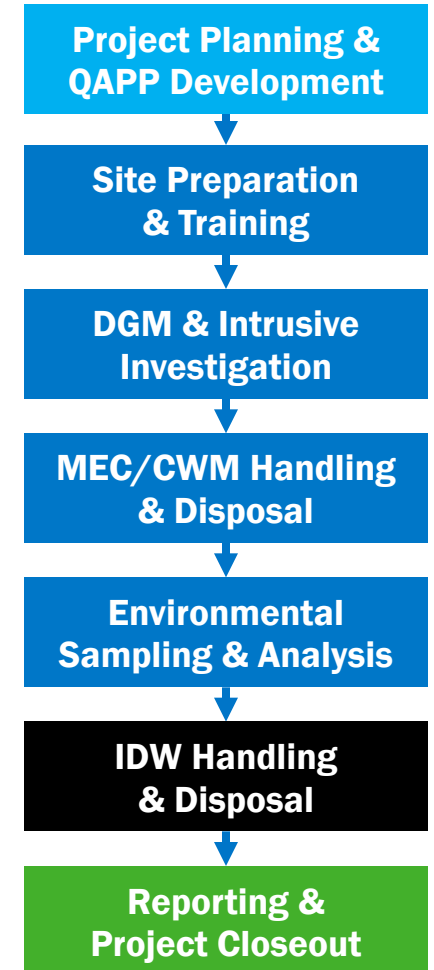 Project Planning &
QAPP Development
Site Preparation
& Training
DGM & Intrusive
Investigation
MEC/CWM Handling
& Disposal
Environmental
Sampling & Analysis
IDW Handling
& Disposal
Reporting &
Project Closeout